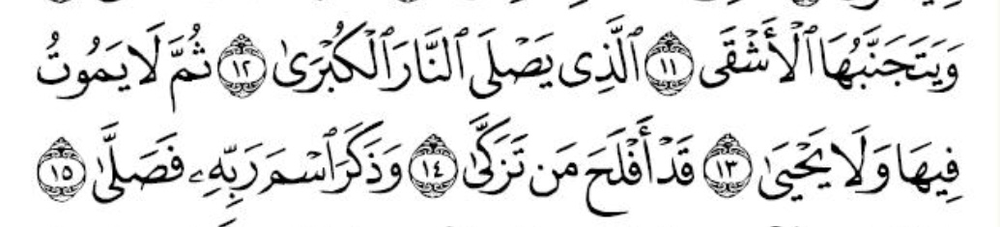 وَيَتَجَنَّبُهَا ٱلْأَشْقَى ١١ ٱلَّذِى يَصْلَى ٱلنَّارَ ٱلْكُبْرَىٰ ١٢ ثُمَّ لَا يَمُوتُ
فِيهَا وَلَا يَحْيَىٰ ١٣ قَدْ أَفْلَحَ مَن تَزَكَّىٰ ١٤ وَذَكَرَ ٱسْمَ رَبِّهِۦ فَصَلَّىٰ ١٥